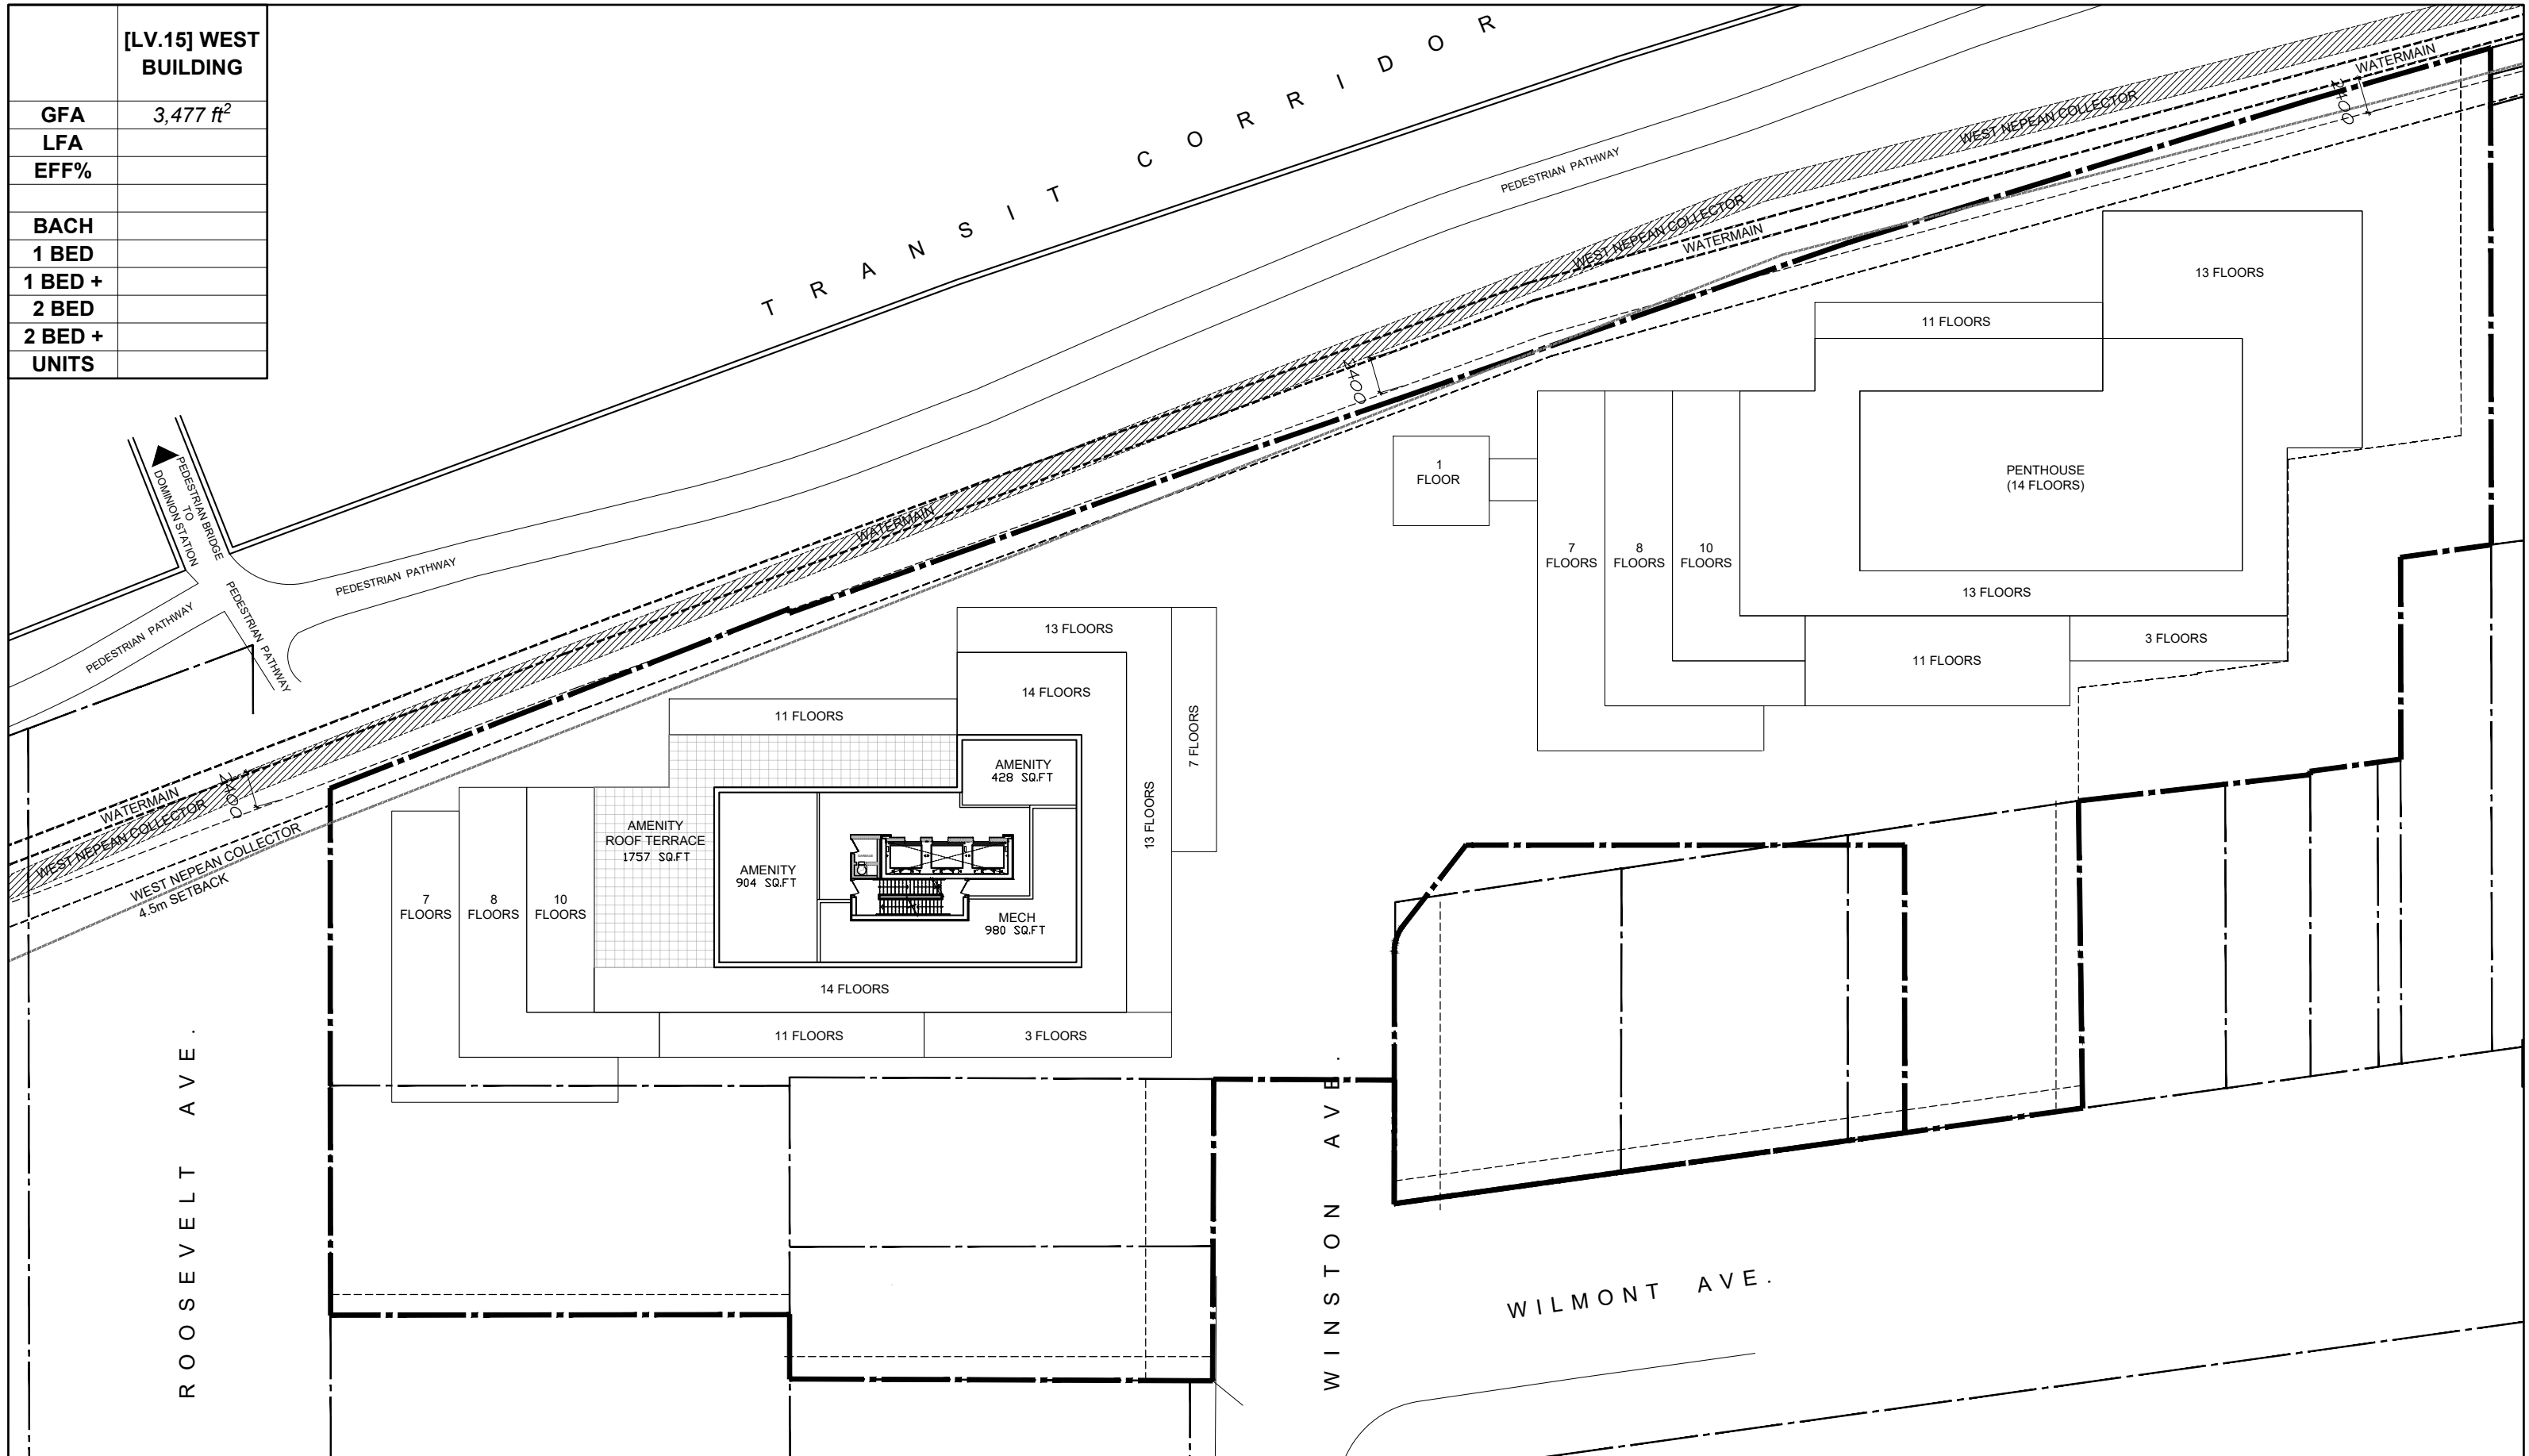 [LV.15] WEST
BUILDING
GFA 3,477 ft²
LFA
EFF%
BACH
1 BED
1 BED +
2 BED
2 BED +
UNITS
TRANSIT CORRIDOR
WATERMAIN
2400
WEST NEPEAN COLLECTOR
PEDESTRIAN PATHWAY
WEST NEPEAN COLLECTOR
WATERMAIN
13 FLOORS
11 FLOORS
2400
1
FLOOR
PENTHOUSE
(14 FLOORS)
7
FLOORS
8
FLOORS
10
FLOORS
13 FLOORS
3 FLOORS
11 FLOORS
PEDESTRIAN BRIDGE
TO
DOMINION STATION
WATERMAIN
PEDESTRIAN PATHWAY
PEDESTRIAN PATHWAY
PEDESTRIAN PATHWAY
13 FLOORS
14 FLOORS
11 FLOORS
7 FLOORS
13 FLOORS
AMENITY
428 SQ.FT
2400
WATERMAIN
WEST NEPEAN COLLECTOR
WEST NEPEAN COLLECTOR
4.5m SETBACK
AMENITY
ROOF TERRACE
1757 SQ.FT
AMENITY
904 SQ.FT
7
FLOORS
8
FLOORS
10
FLOORS
MECH
980 SQ.FT
14 FLOORS
11 FLOORS
3 FLOORS
ROOSEVELT AVE.
WINSTON AVE.
WILMONT AVE.